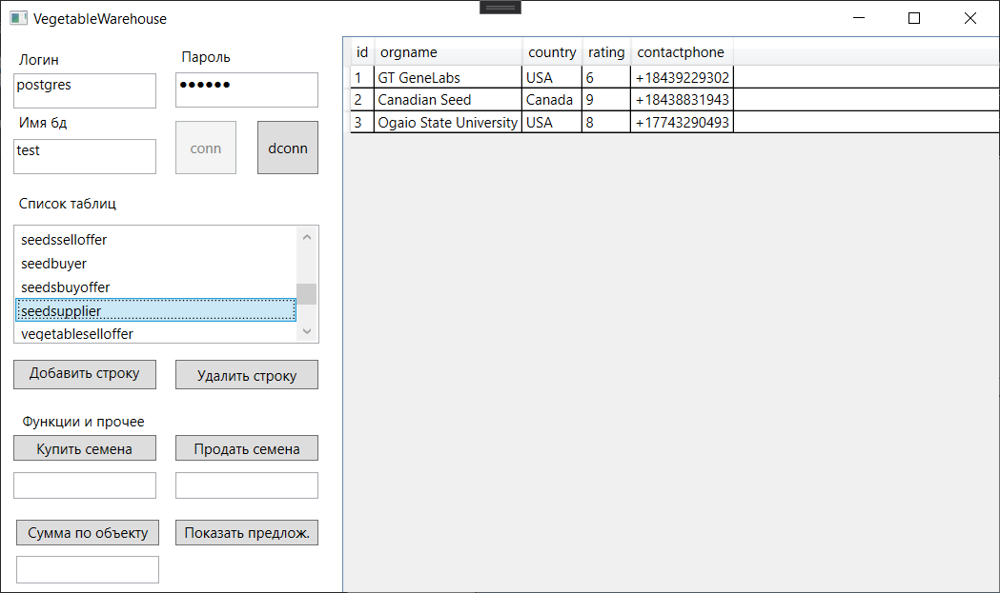 VegetableWarehouse
Логин
Пароль
postgres
●●●●●●
Имя бд
test
conn
dconn
Список таблиц
seedsselloffer
seedbuyer
seedsbuyoffer
seedsupplier
vegetableselloffer
Добавить строку
Удалить строку
Функции и прочее
Купить семена
Продать семена
Сумма по объекту
Показать предлож.
id orgname country rating contactphone
1 GT GeneLabs USA 6 +18439229302
2 Canadian Seed Canada 9 +18438831943
3 Ogaio State University USA 8 +17743290493